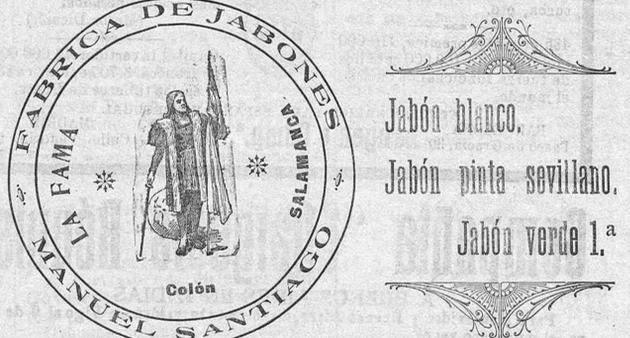 FABRICA DE JABONES
LA FAMA
SALAMANCA.
Colón
MANUEL SANTIAGO
Jabón blanco.
Jabón pinta sevillano.
Jabón verde 1.ª